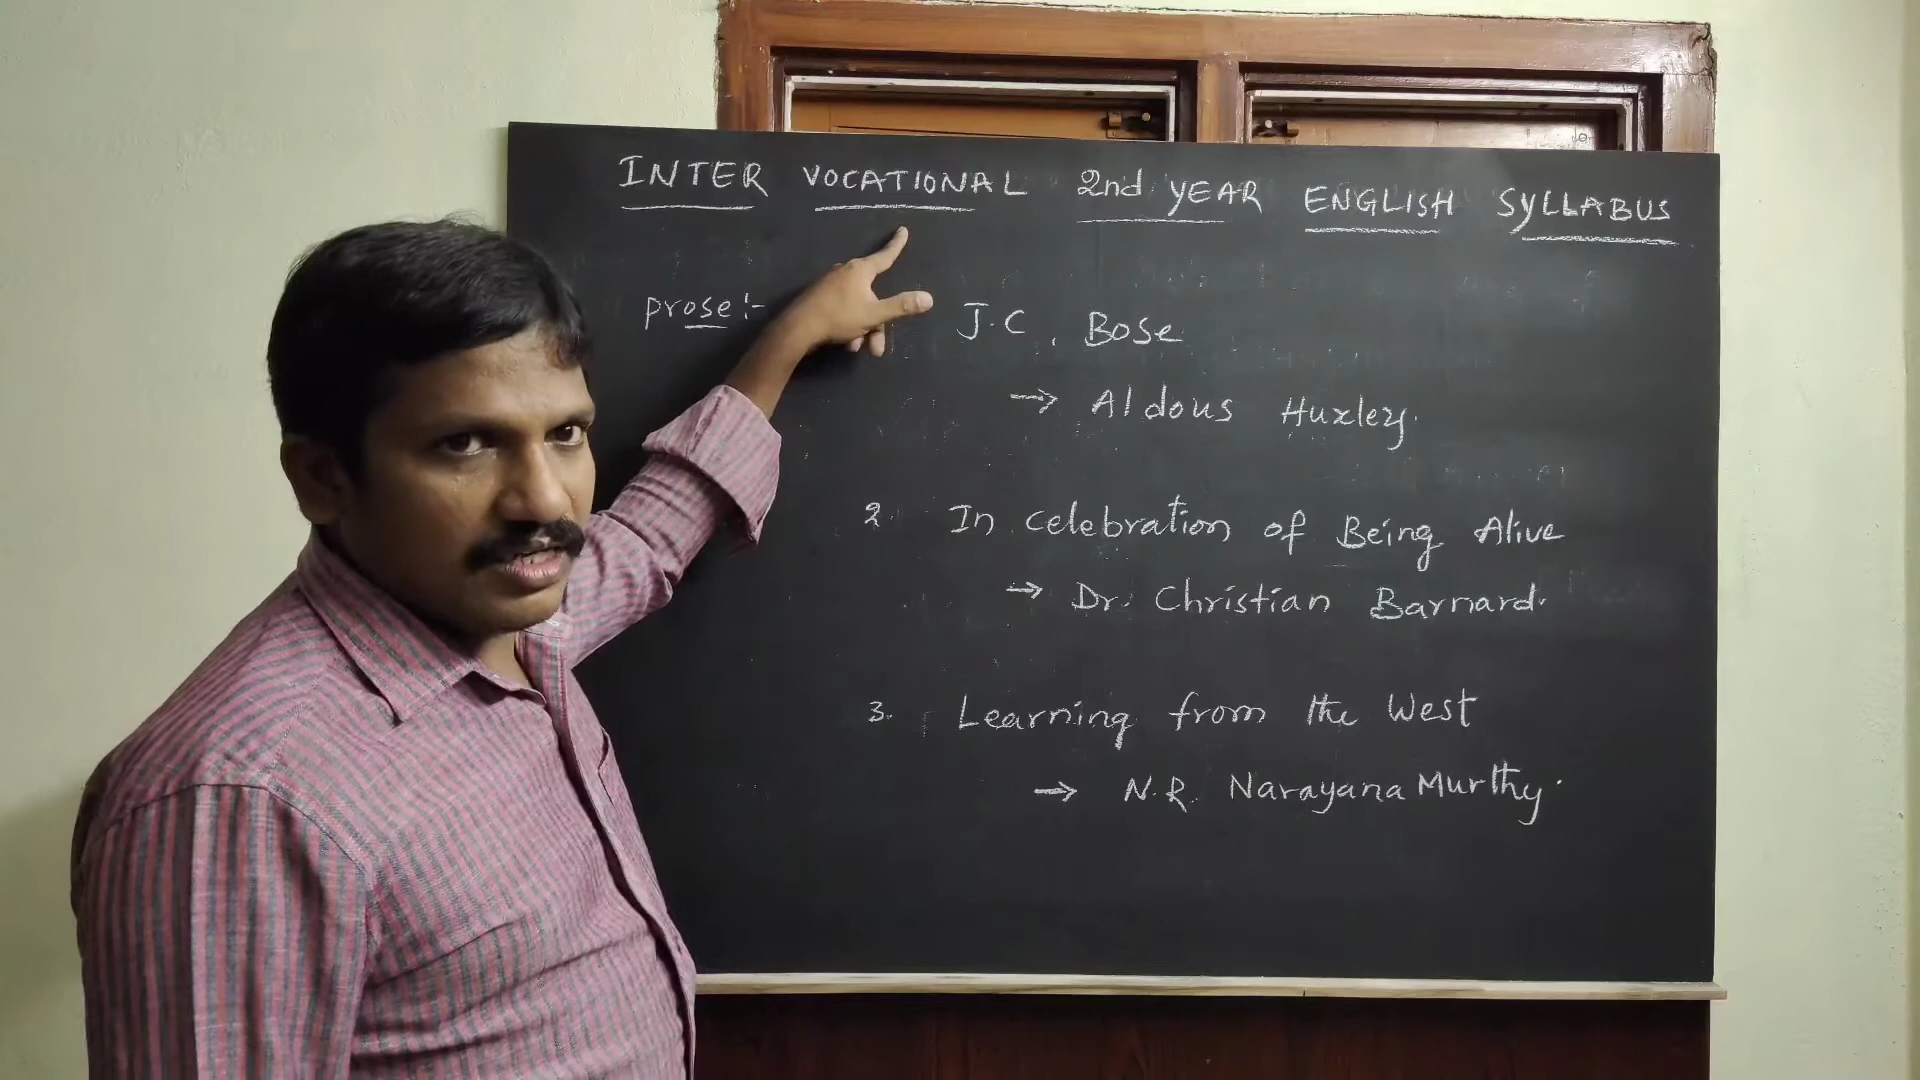 INTER VOCATIONAL 2nd YEAR ENGLISH SYLLABUS
prose:-
J.C. Bose
→ Aldous Huxley.
2. In celebration of Being Alive
→ Dr. Christian Barnard.
3. Learning from the West
→ N.R. Narayana Murthy.